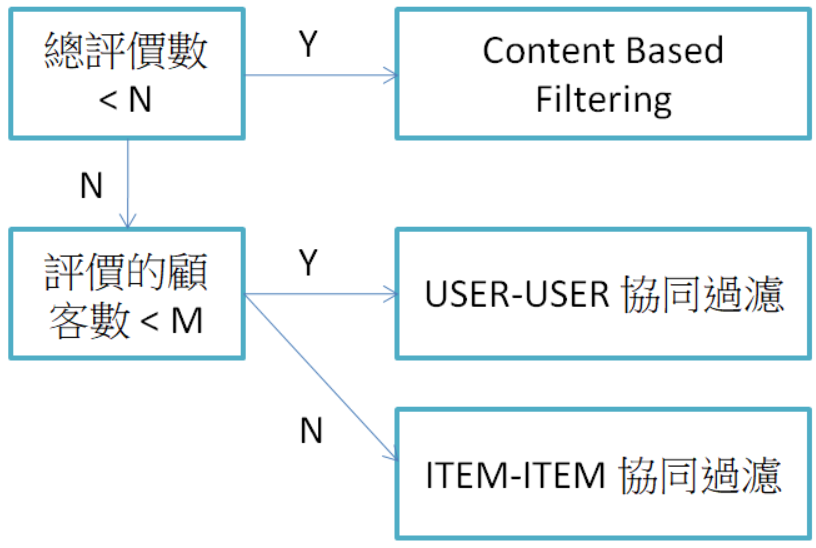 總評價數
< N
Y
Content Based
Filtering
N
評價的顧
客數 < M
Y
USER-USER 協同過濾
N
ITEM-ITEM 協同過濾